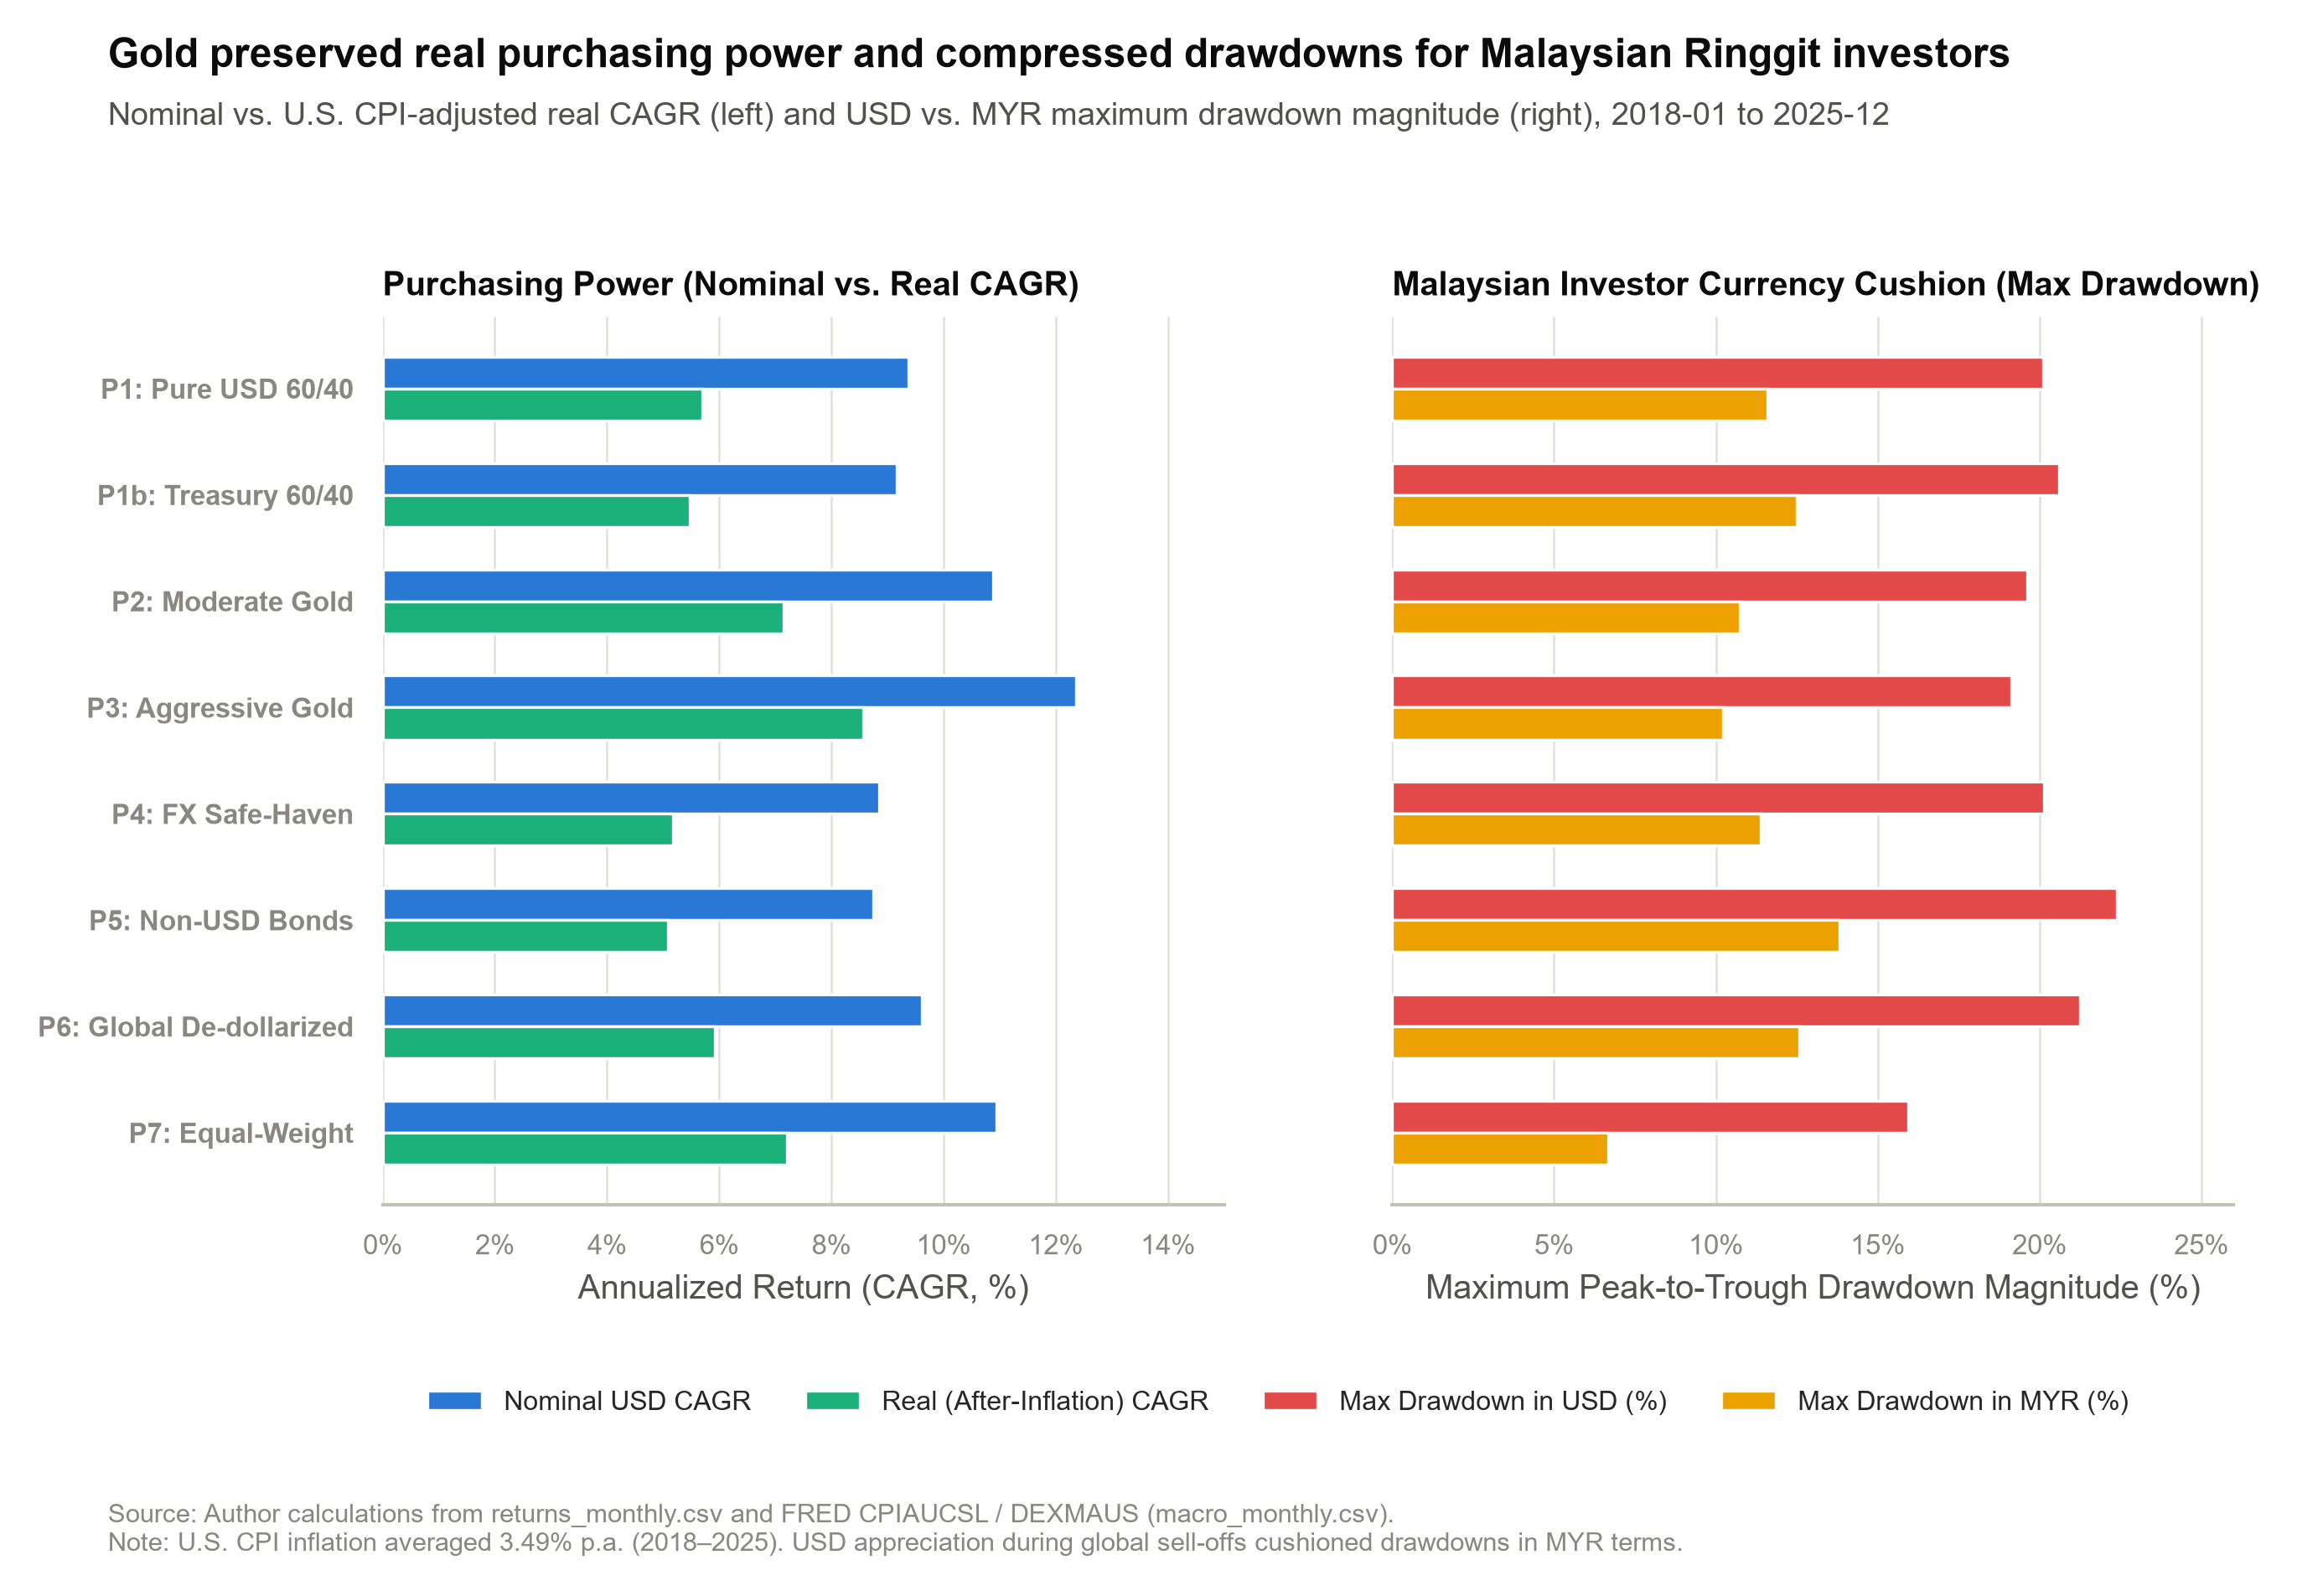 Gold preserved real purchasing power and compressed drawdowns for Malaysian Ringgit investors
Nominal vs. U.S. CPI-adjusted real CAGR (left) and USD vs. MYR maximum drawdown magnitude (right), 2018-01 to 2025-12
Purchasing Power (Nominal vs. Real CAGR)
P1: Pure USD 60/40
P1b: Treasury 60/40
P2: Moderate Gold
P3: Aggressive Gold
P4: FX Safe-Haven
P5: Non-USD Bonds
P6: Global De-dollarized
P7: Equal-Weight
0% 2% 4% 6% 8% 10% 12% 14%
Annualized Return (CAGR, %)
Malaysian Investor Currency Cushion (Max Drawdown)
0% 5% 10% 15% 20% 25%
Maximum Peak-to-Trough Drawdown Magnitude (%)
Nominal USD CAGR Real (After-Inflation) CAGR Max Drawdown in USD (%) Max Drawdown in MYR (%)
Source: Author calculations from returns_monthly.csv and FRED CPIAUCSL / DEXMAUS (macro_monthly.csv).
Note: U.S. CPI inflation averaged 3.49% p.a. (2018–2025). USD appreciation during global sell-offs cushioned drawdowns in MYR terms.